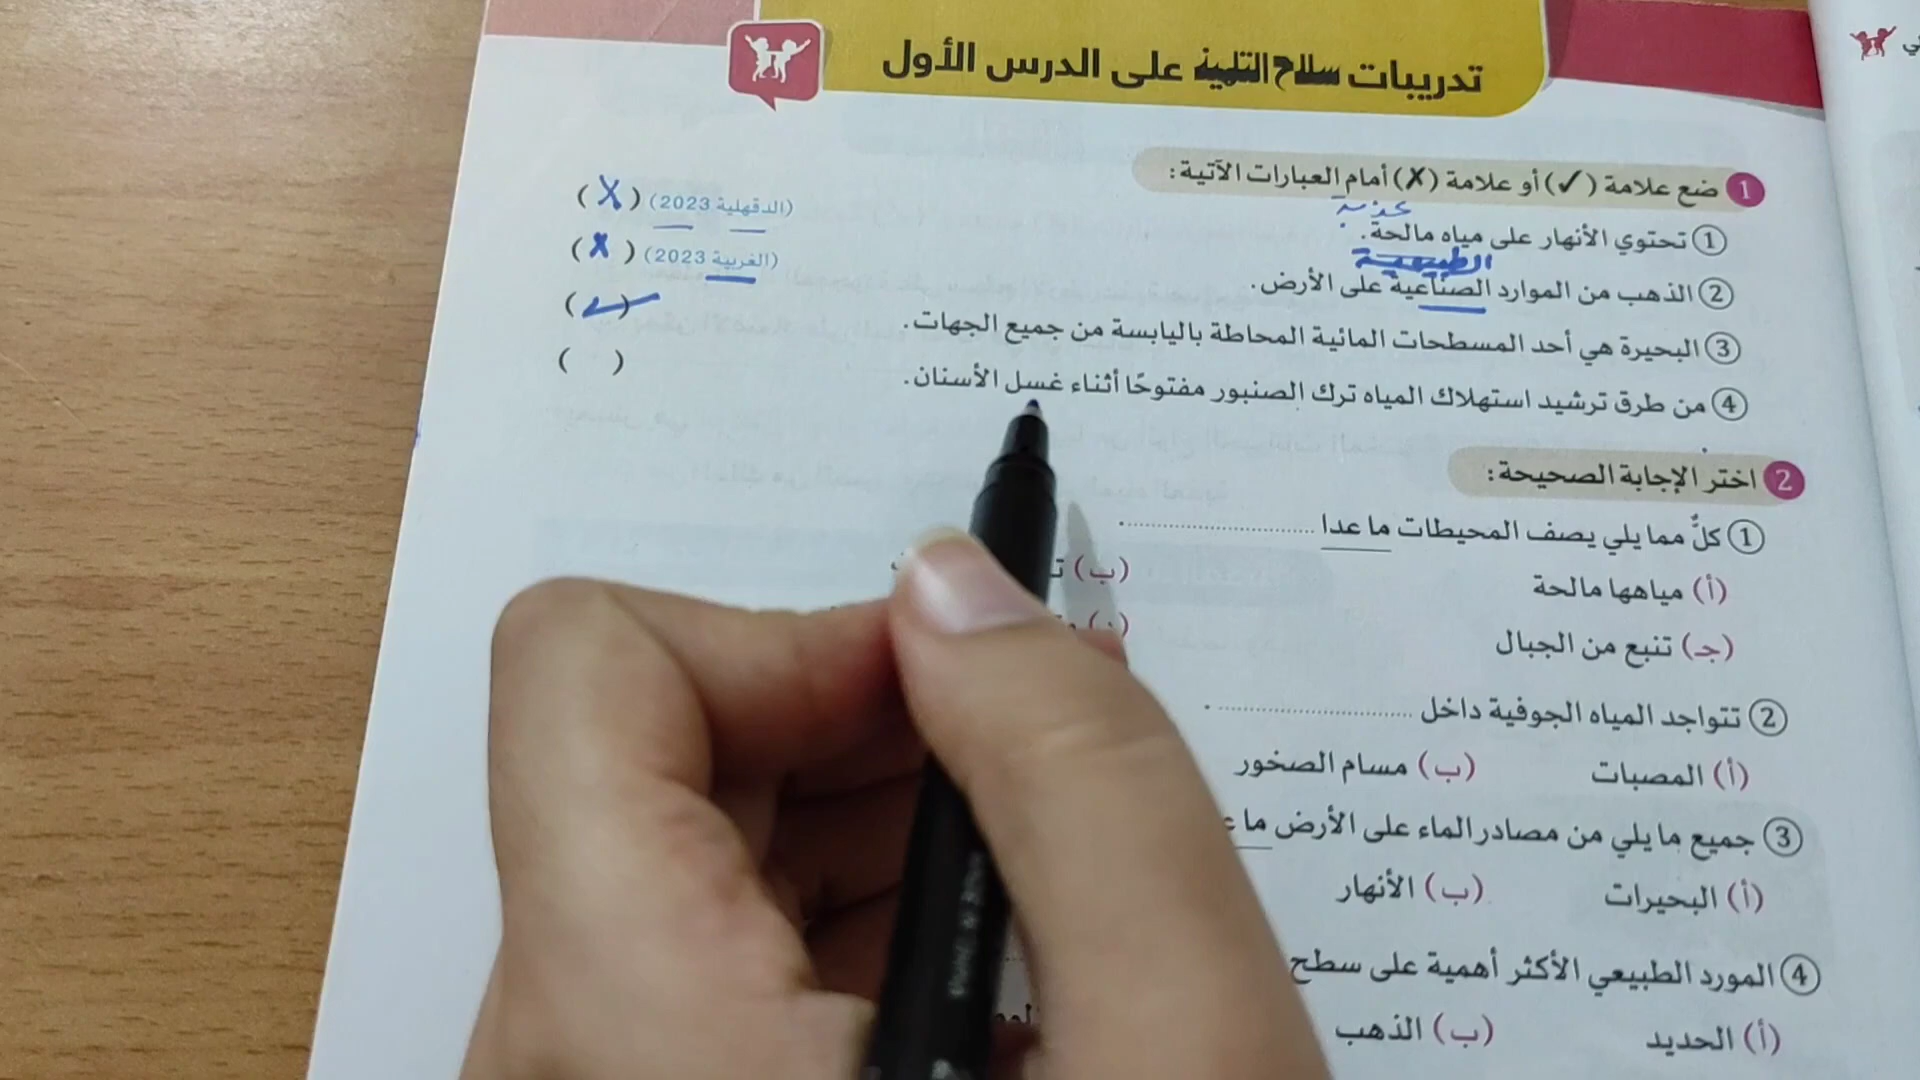 تدريبات سلاح التلميذ على الدرس الأول
1 ضع علامة (✓) أو علامة (✗) أمام العبارات الآتية:
عذبة
① تحتوي الأنهار على مياه مالحة. (الدقهلية 2023) (X)
الطبيعية
② الذهب من الموارد الصناعية على الأرض. (الغربية 2023) (X)
③ البحيرة هي أحد المسطحات المائية المحاطة باليابسة من جميع الجهات. (✓)
④ من طرق ترشيد استهلاك المياه ترك الصنبور مفتوحًا أثناء غسل الأسنان. ( )
2 اختر الإجابة الصحيحة:
① كلٌّ مما يلي يصف المحيطات ما عدا ............................ .
(أ) مياهها مالحة (ب)
(جـ) تنبع من الجبال (د)
② تتواجد المياه الجوفية داخل ............................ .
(أ) المصبات (ب) مسام الصخور
③ جميع ما يلي من مصادر الماء على الأرض ما
(أ) البحيرات (ب) الأنهار
④ المورد الطبيعي الأكثر أهمية على سطح
(أ) الحديد (ب) الذهب